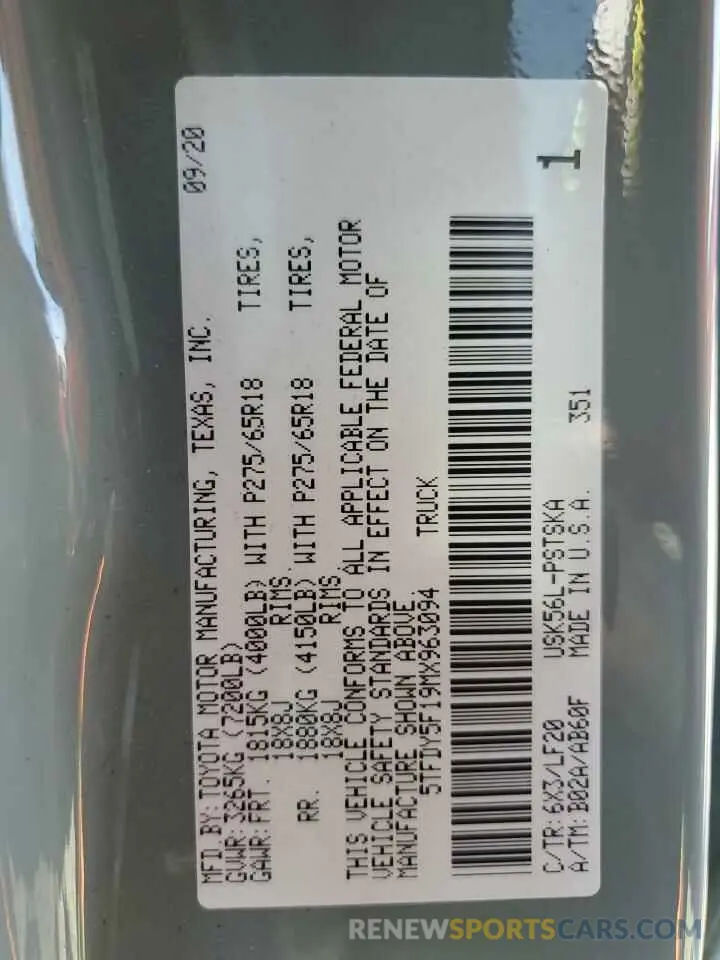 MFD.BY: TOYOTA MOTOR MANUFACTURING, TEXAS, INC. 09/20
GVWR: 3265KG (7200LB)
GAWR: FRT. 1815KG (4000LB) WITH P275/65R18 TIRES,
18X8J RIMS.
RR. 1880KG (4150LB) WITH P275/65R18 TIRES,
18X8J RIMS
THIS VEHICLE CONFORMS TO ALL APPLICABLE FEDERAL MOTOR
VEHICLE SAFETY STANDARDS IN EFFECT ON THE DATE OF
MANUFACTURE SHOWN ABOVE.
5TFDY5F19MX963094 TRUCK
1
C/TR: 6X3/LF20 USK56L-PSTSKA
A/TM: B02A/AB60F MADE IN U.S.A. 351
RENEWSPORTSCARS.COM